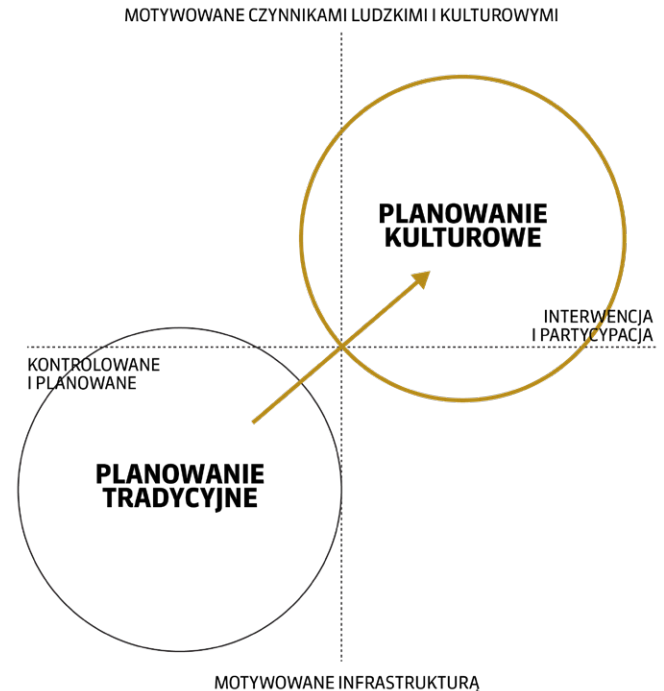 MOTYWOWANE CZYNNIKAMI LUDZKIMI I KULTUROWYMI
PLANOWANIE
KULTUROWE
INTERWENCJA
I PARTYCYPACJA
KONTROLOWANE
I PLANOWANE
PLANOWANIE
TRADYCYJNE
MOTYWOWANE INFRASTRUKTURĄ